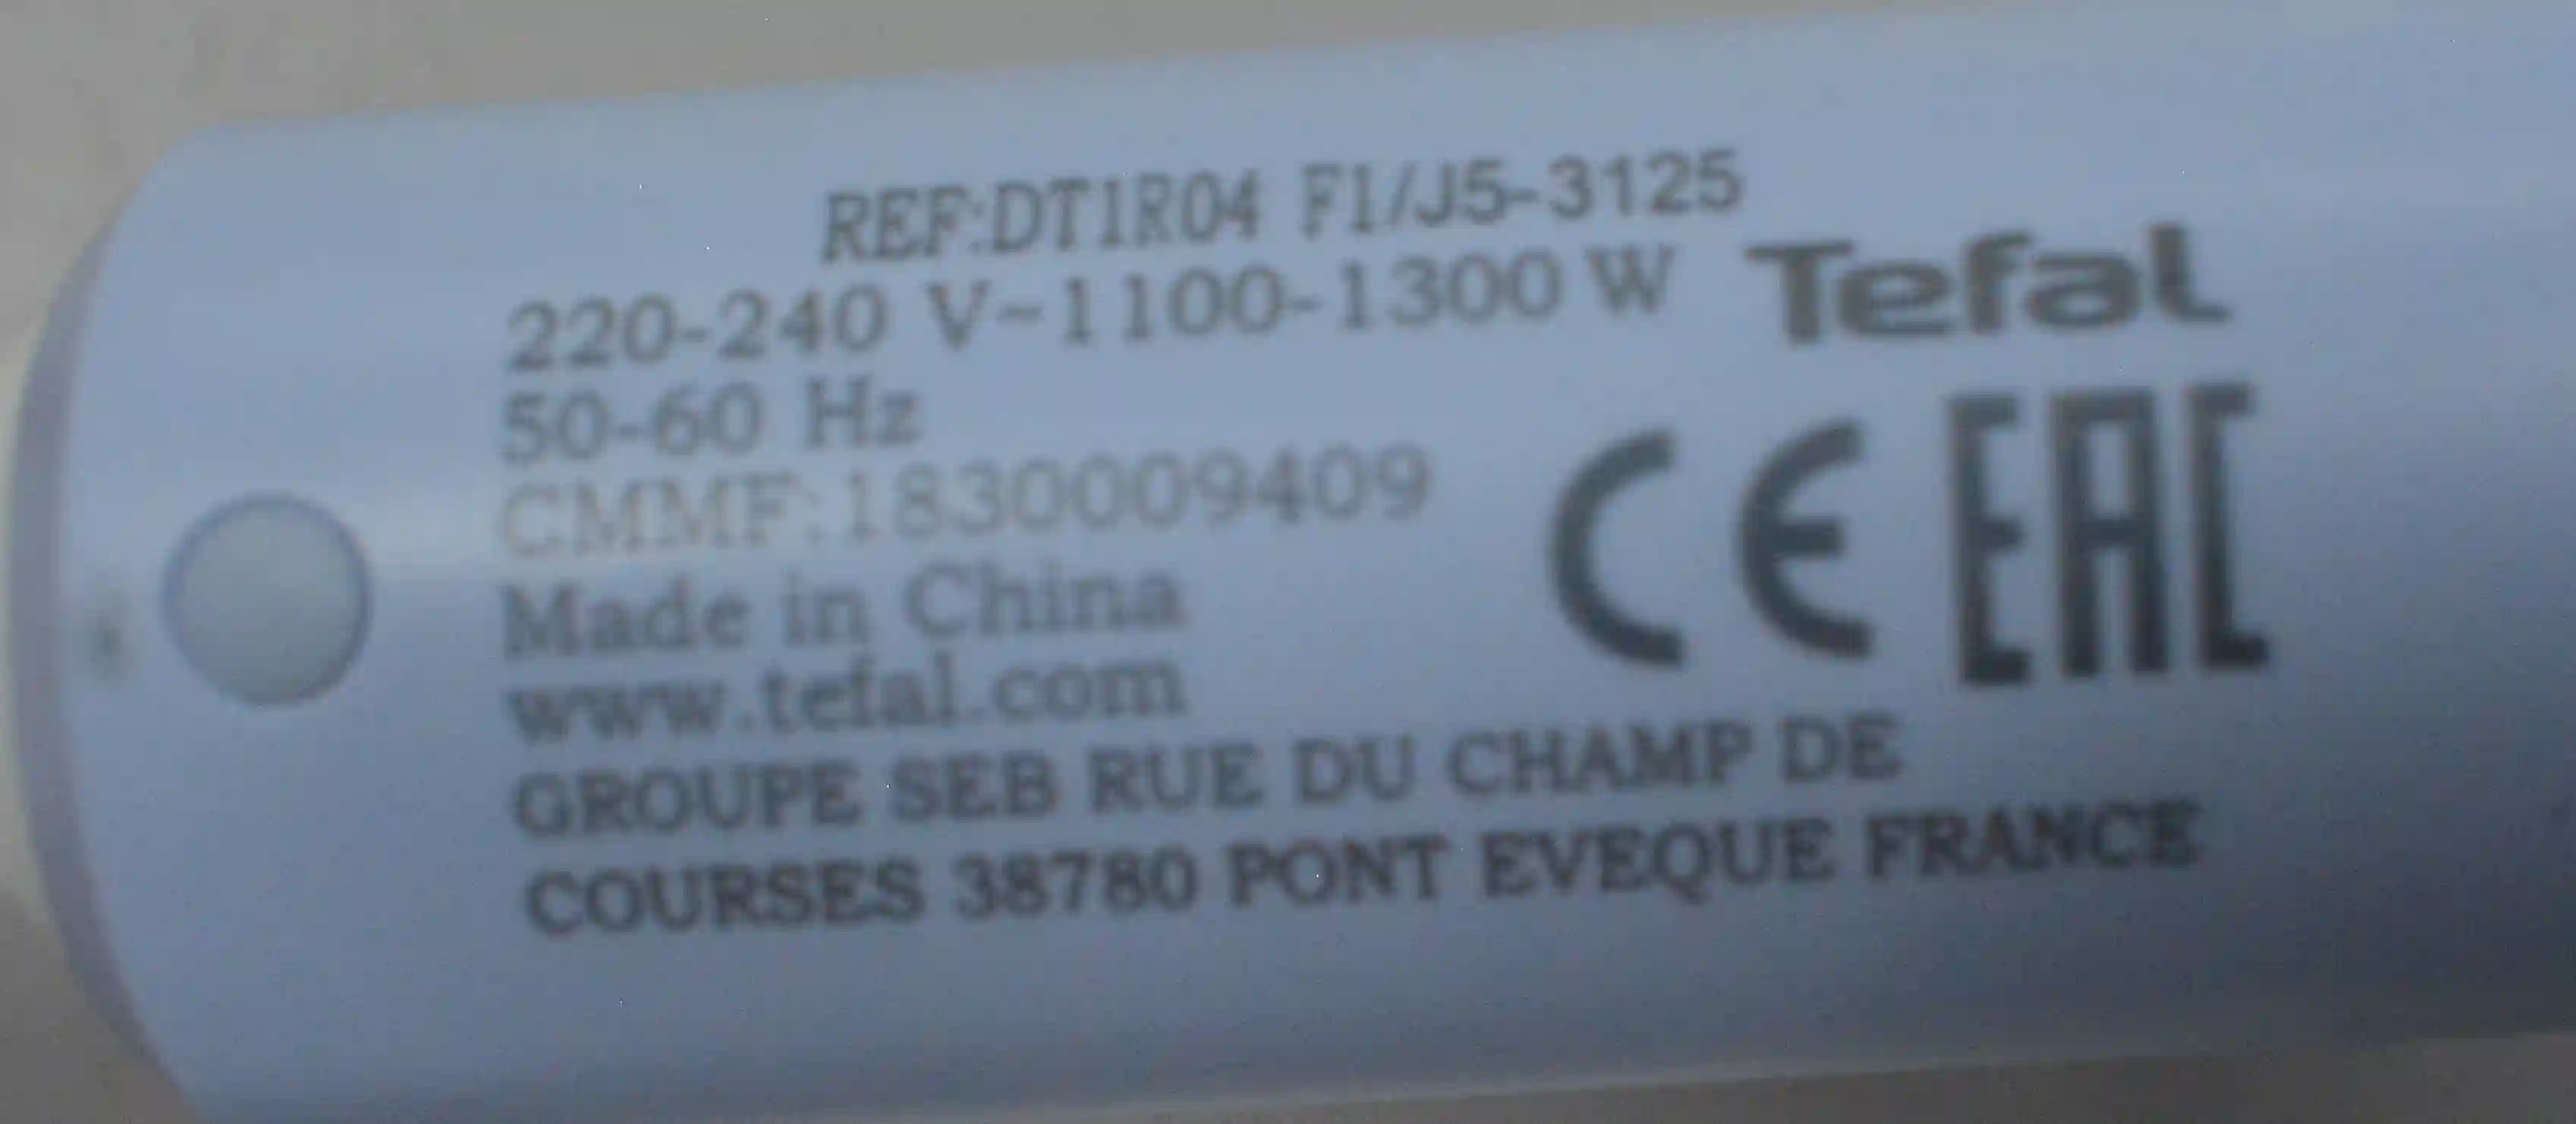 REF:DT1R04 F1/J5-3125
220-240 V~1100-1300 W
Tefal
50-60 Hz
CMMF:1830009409
CE EAC
Made in China
www.tefal.com
GROUPE SEB RUE DU CHAMP DE
COURSES 38780 PONT EVEQUE FRANCE